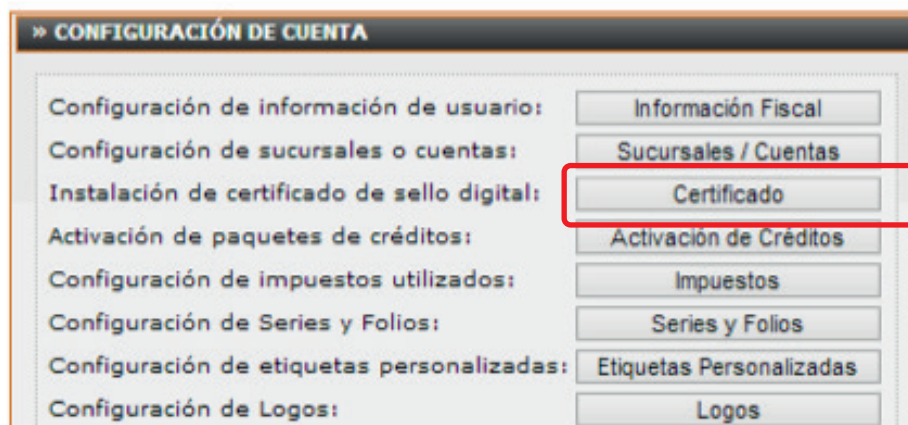 » CONFIGURACIÓN DE CUENTA
Configuración de información de usuario: Información Fiscal
Configuración de sucursales o cuentas: Sucursales / Cuentas
Instalación de certificado de sello digital: Certificado
Activación de paquetes de créditos: Activación de Créditos
Configuración de impuestos utilizados: Impuestos
Configuración de Series y Folios: Series y Folios
Configuración de etiquetas personalizadas: Etiquetas Personalizadas
Configuración de Logos: Logos